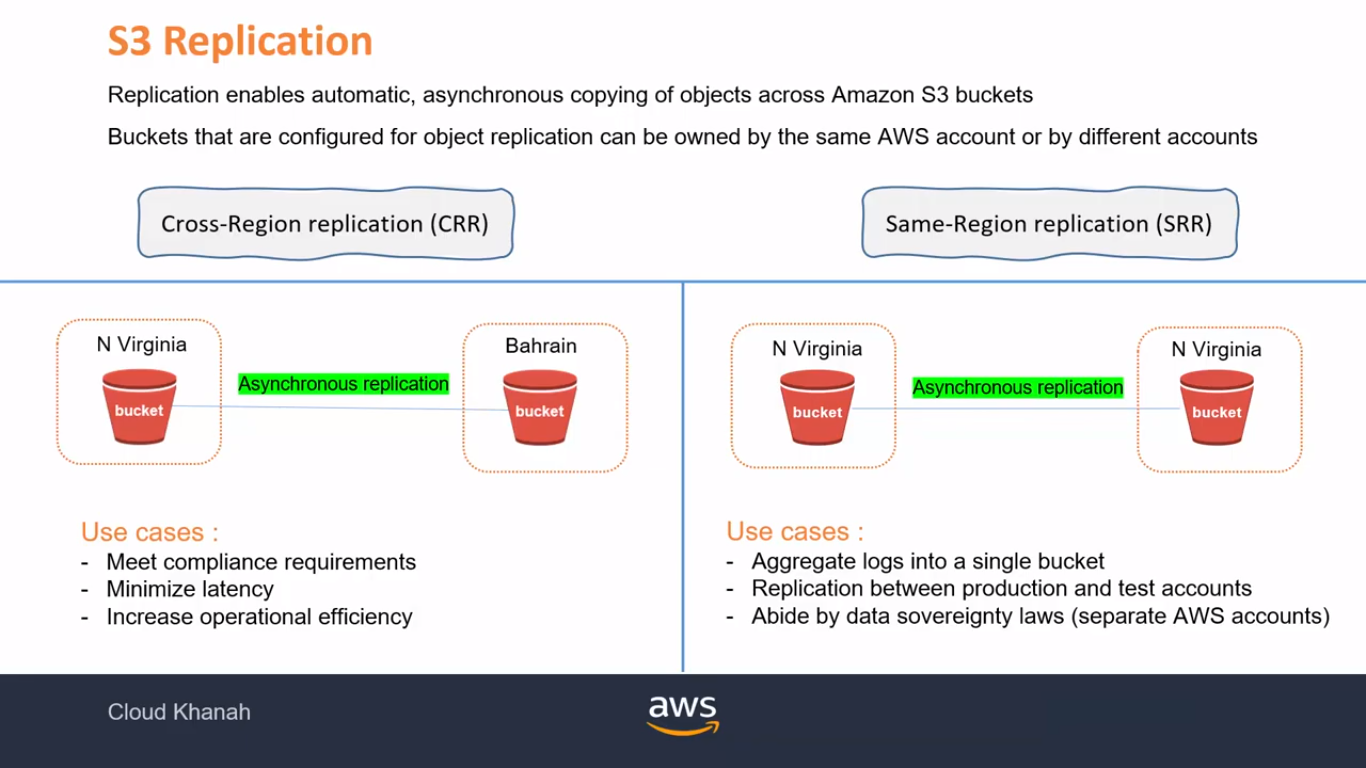 S3 Replication
Replication enables automatic, asynchronous copying of objects across Amazon S3 buckets
Buckets that are configured for object replication can be owned by the same AWS account or by different accounts
Cross-Region replication (CRR)
Same-Region replication (SRR)
N Virginia
bucket
Asynchronous replication
Bahrain
bucket
N Virginia
bucket
Asynchronous replication
N Virginia
bucket
Use cases :
- Meet compliance requirements
- Minimize latency
- Increase operational efficiency
Use cases :
- Aggregate logs into a single bucket
- Replication between production and test accounts
- Abide by data sovereignty laws (separate AWS accounts)
Cloud Khanah
aws